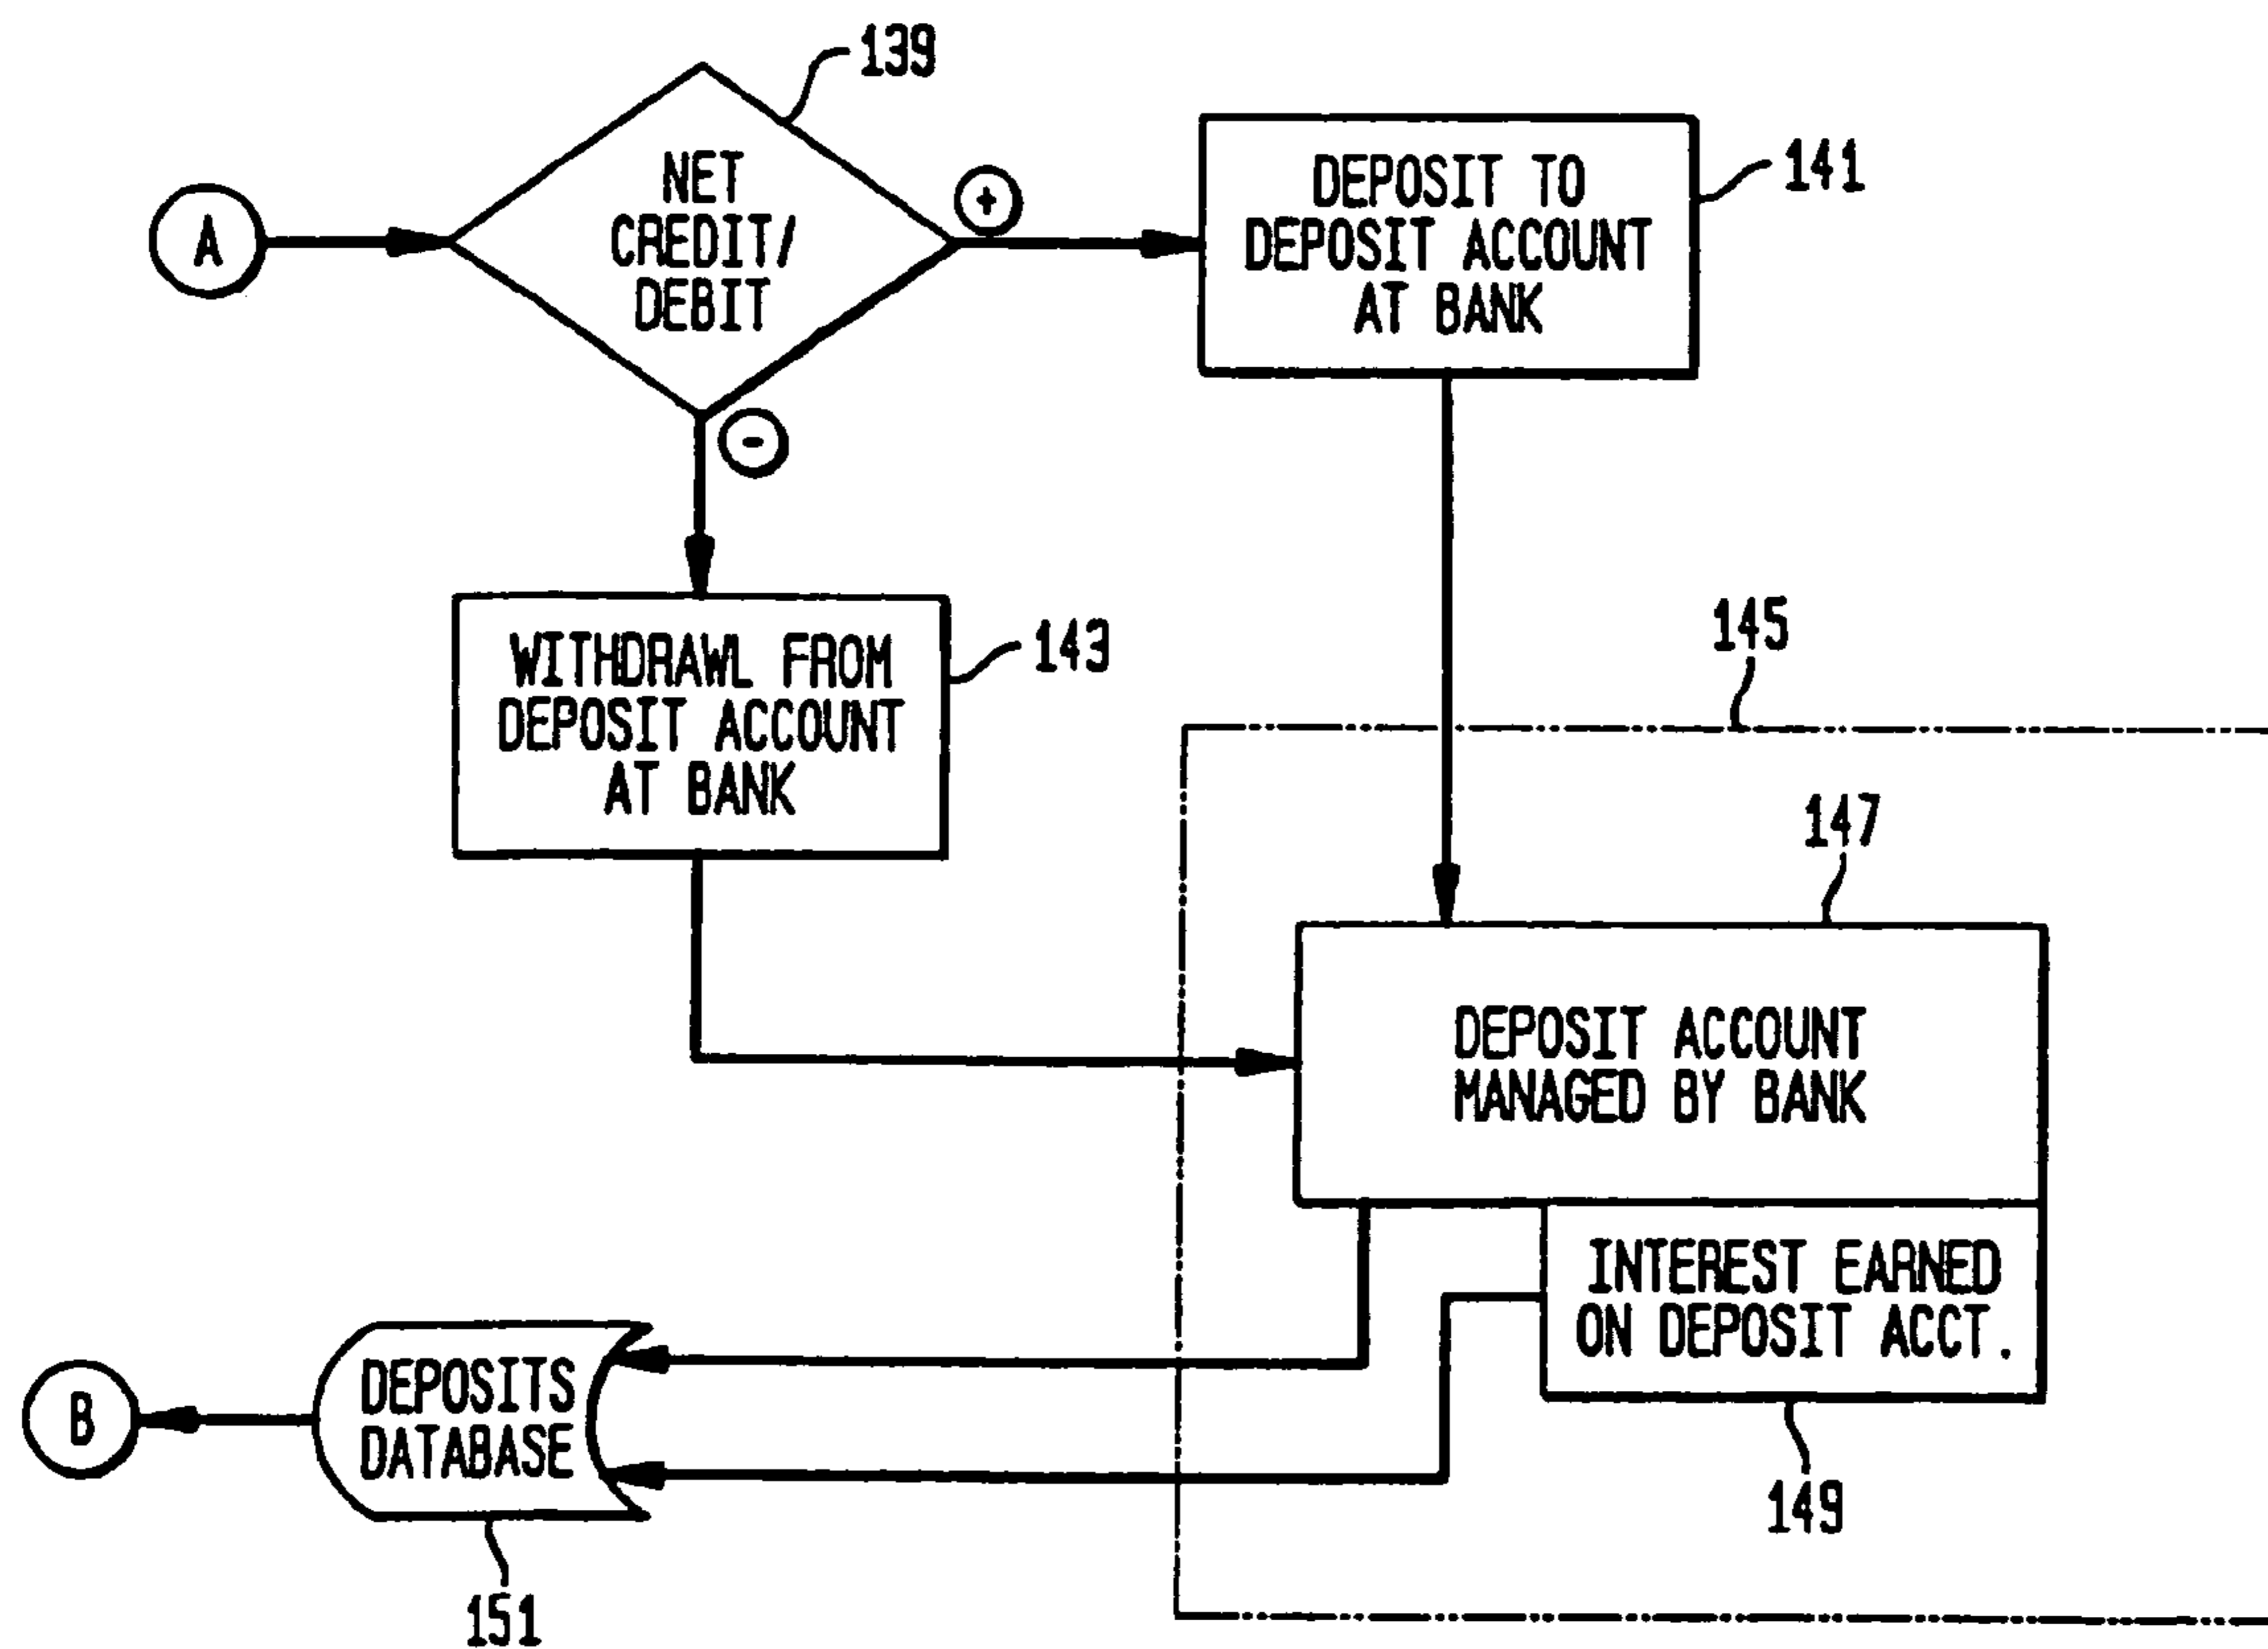 139
A
NET
CREDIT/
DEBIT
+
DEPOSIT TO
DEPOSIT ACCOUNT
AT BANK
141
-
WITHDRAWL FROM
DEPOSIT ACCOUNT
AT BANK
143
145
147
DEPOSIT ACCOUNT
MANAGED BY BANK
INTEREST EARNED
ON DEPOSIT ACCT.
149
DEPOSITS
DATABASE
B
151